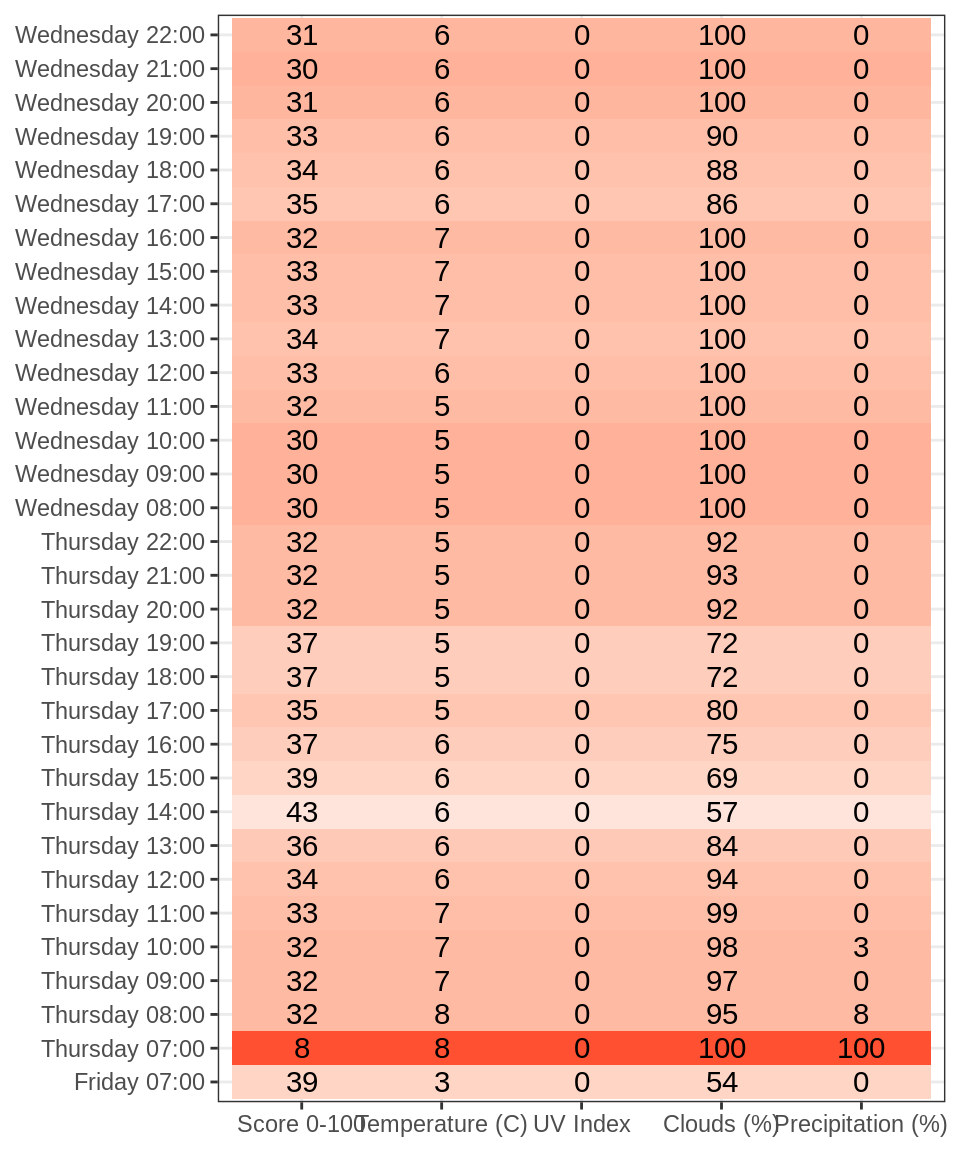 Wednesday 22:00 31 6 0 100 0
Wednesday 21:00 30 6 0 100 0
Wednesday 20:00 31 6 0 100 0
Wednesday 19:00 33 6 0 90 0
Wednesday 18:00 34 6 0 88 0
Wednesday 17:00 35 6 0 86 0
Wednesday 16:00 32 7 0 100 0
Wednesday 15:00 33 7 0 100 0
Wednesday 14:00 33 7 0 100 0
Wednesday 13:00 34 7 0 100 0
Wednesday 12:00 33 6 0 100 0
Wednesday 11:00 32 5 0 100 0
Wednesday 10:00 30 5 0 100 0
Wednesday 09:00 30 5 0 100 0
Wednesday 08:00 30 5 0 100 0
Thursday 22:00 32 5 0 92 0
Thursday 21:00 32 5 0 93 0
Thursday 20:00 32 5 0 92 0
Thursday 19:00 37 5 0 72 0
Thursday 18:00 37 5 0 72 0
Thursday 17:00 35 5 0 80 0
Thursday 16:00 37 6 0 75 0
Thursday 15:00 39 6 0 69 0
Thursday 14:00 43 6 0 57 0
Thursday 13:00 36 6 0 84 0
Thursday 12:00 34 6 0 94 0
Thursday 11:00 33 7 0 99 0
Thursday 10:00 32 7 0 98 3
Thursday 09:00 32 7 0 97 0
Thursday 08:00 32 8 0 95 8
Thursday 07:00 8 8 0 100 100
Friday 07:00 39 3 0 54 0
Score 0-100 Temperature (C) UV Index Clouds (%) Precipitation (%)